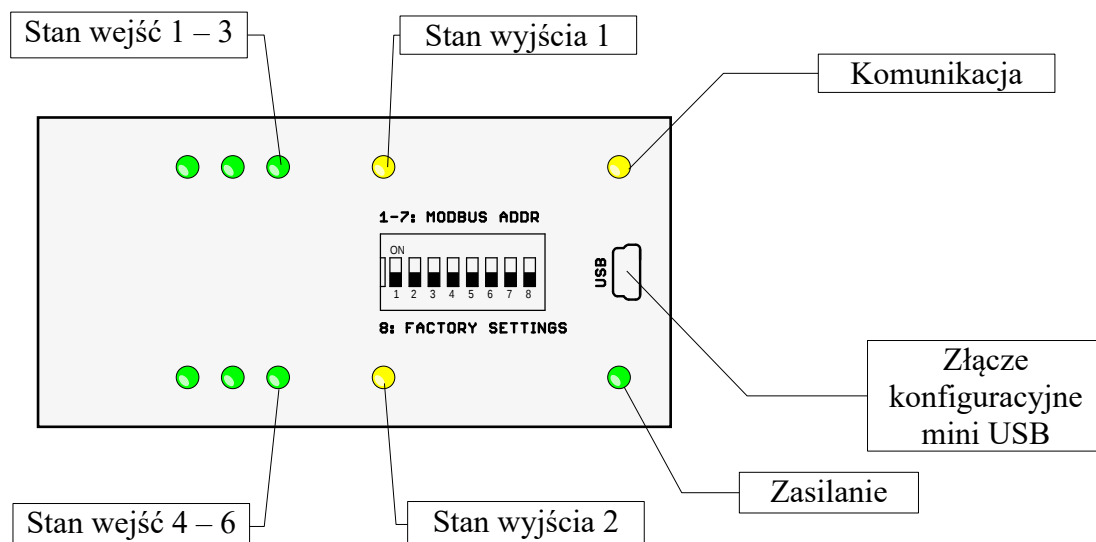 Stan wejść 1 – 3
Stan wyjścia 1
Komunikacja
1-7: MODBUS ADDR
ON
1 2 3 4 5 6 7 8
USB
8: FACTORY SETTINGS
Złącze
konfiguracyjne
mini USB
Zasilanie
Stan wejść 4 – 6
Stan wyjścia 2